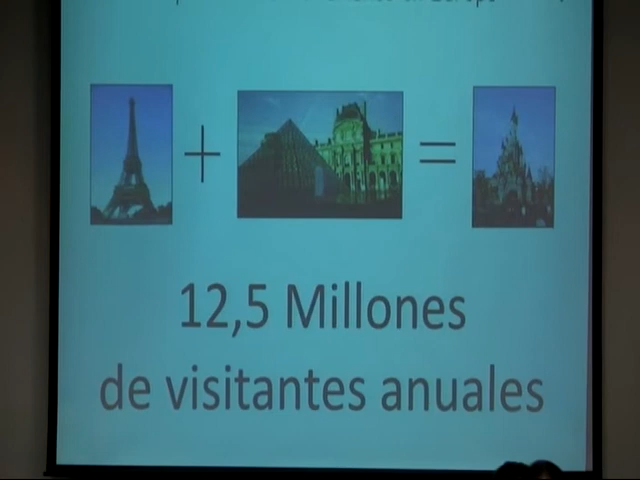 + =
12,5 Millones
de visitantes anuales